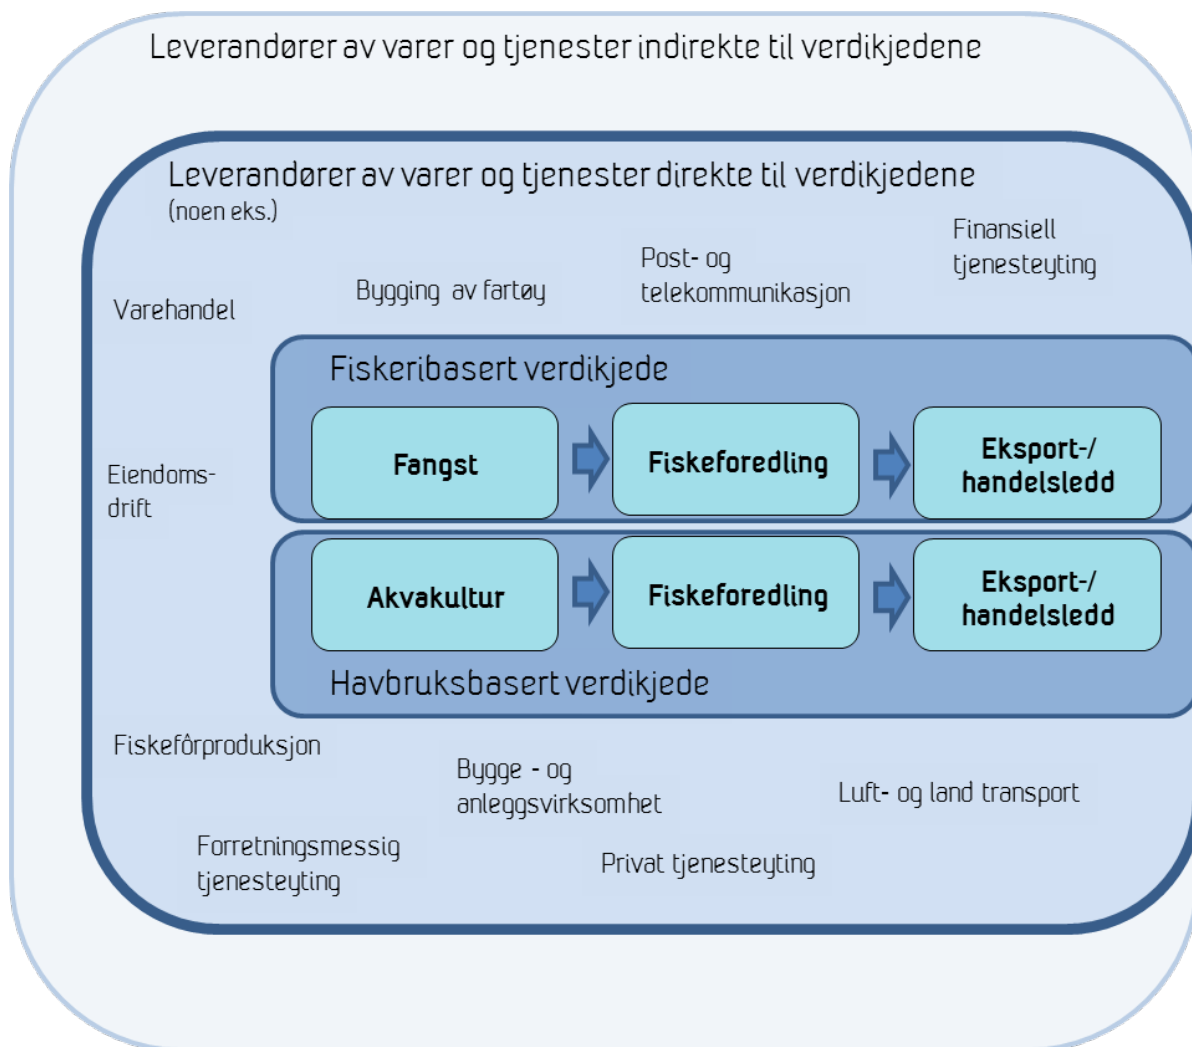 Leverandører av varer og tjenester indirekte til verdikjedene
Leverandører av varer og tjenester direkte til verdikjedene
(noen eks.)
Varehandel
Bygging av fartøy
Post- og
telekommunikasjon
Finansiell
tjenesteyting
Eiendoms-
drift
Fiskeribasert verdikjede
Fangst
Fiskeforedling
Eksport-/
handelsledd
Akvakultur
Fiskeforedling
Eksport-/
handelsledd
Havbruksbasert verdikjede
Fiskefôrproduksjon
Bygge - og
anleggsvirksomhet
Luft- og land transport
Forretningsmessig
tjenesteyting
Privat tjenesteyting